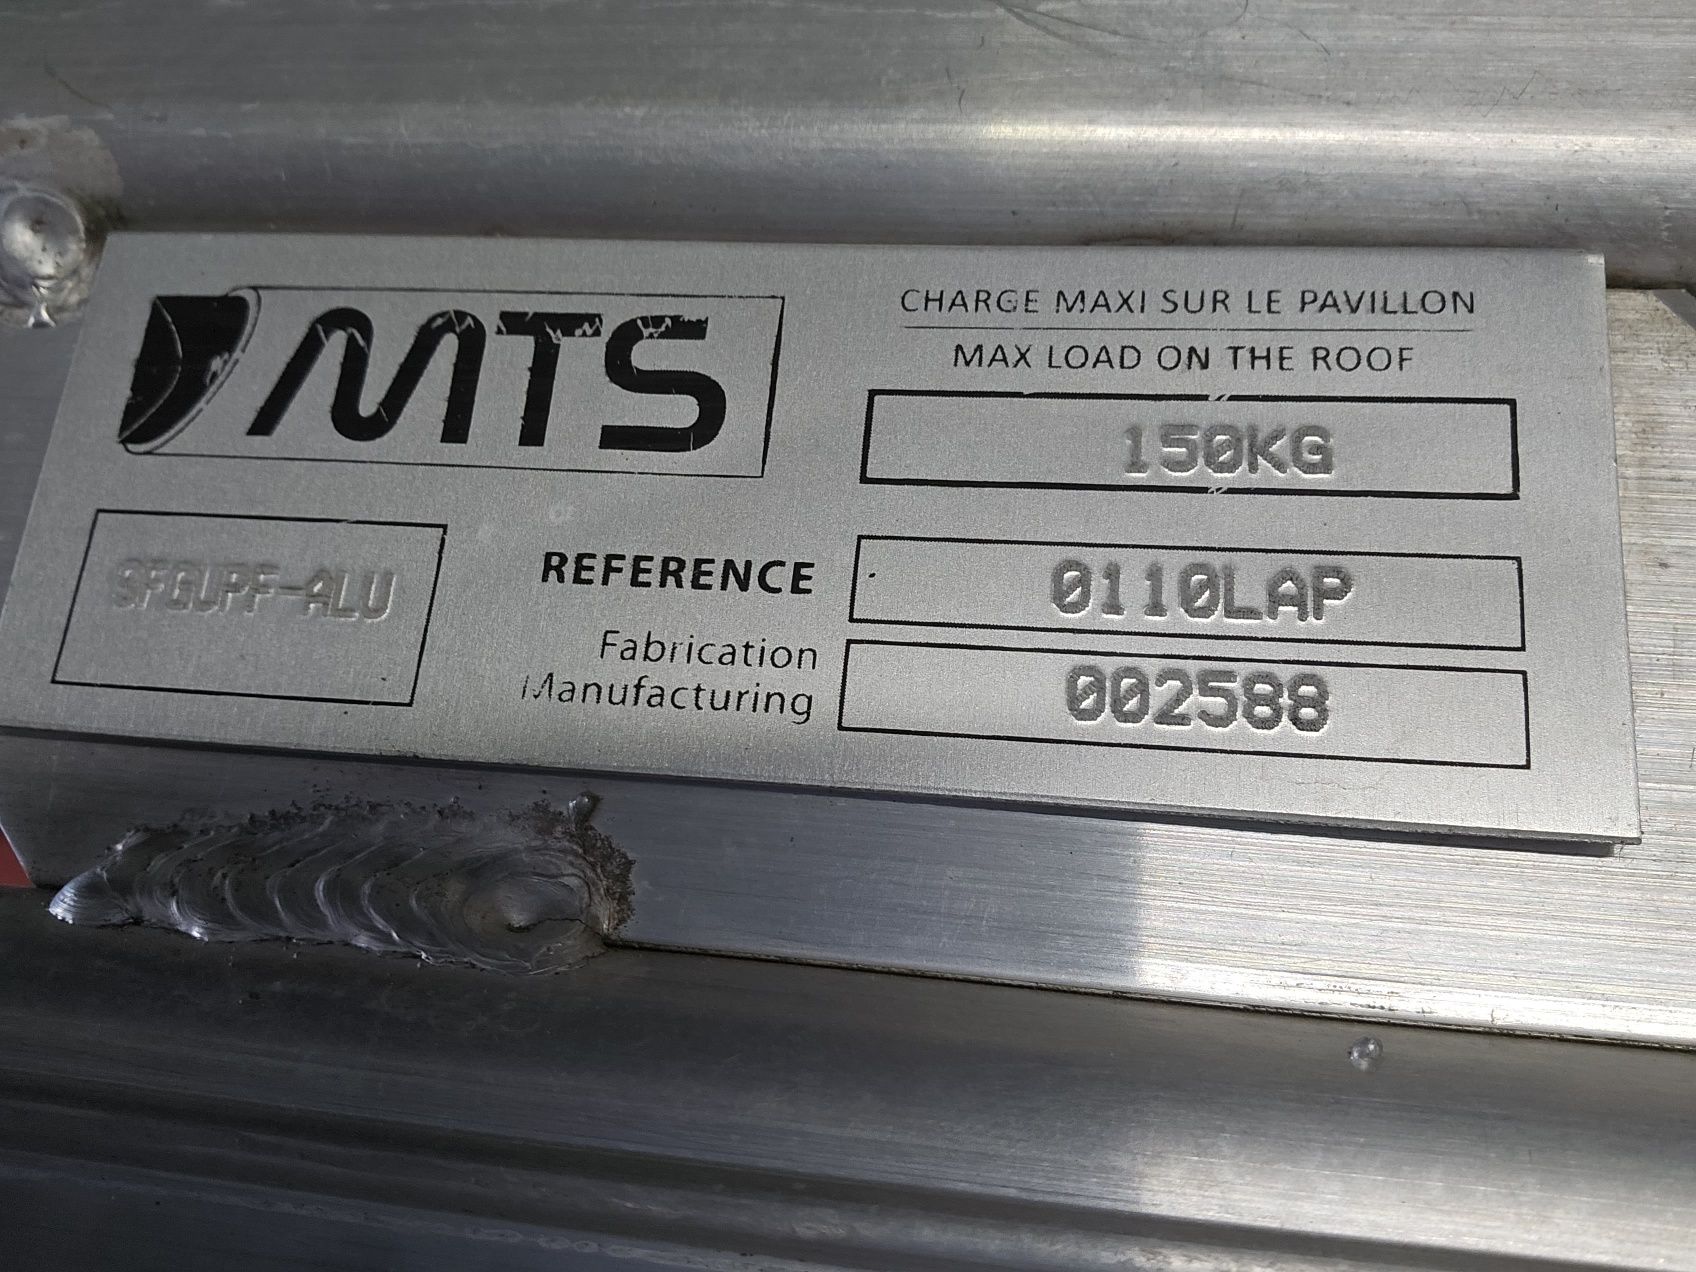 MTS
CHARGE MAXI SUR LE PAVILLON
MAX LOAD ON THE ROOF
150KG
REFERENCE
0110LAP
Fabrication
Manufacturing
002588